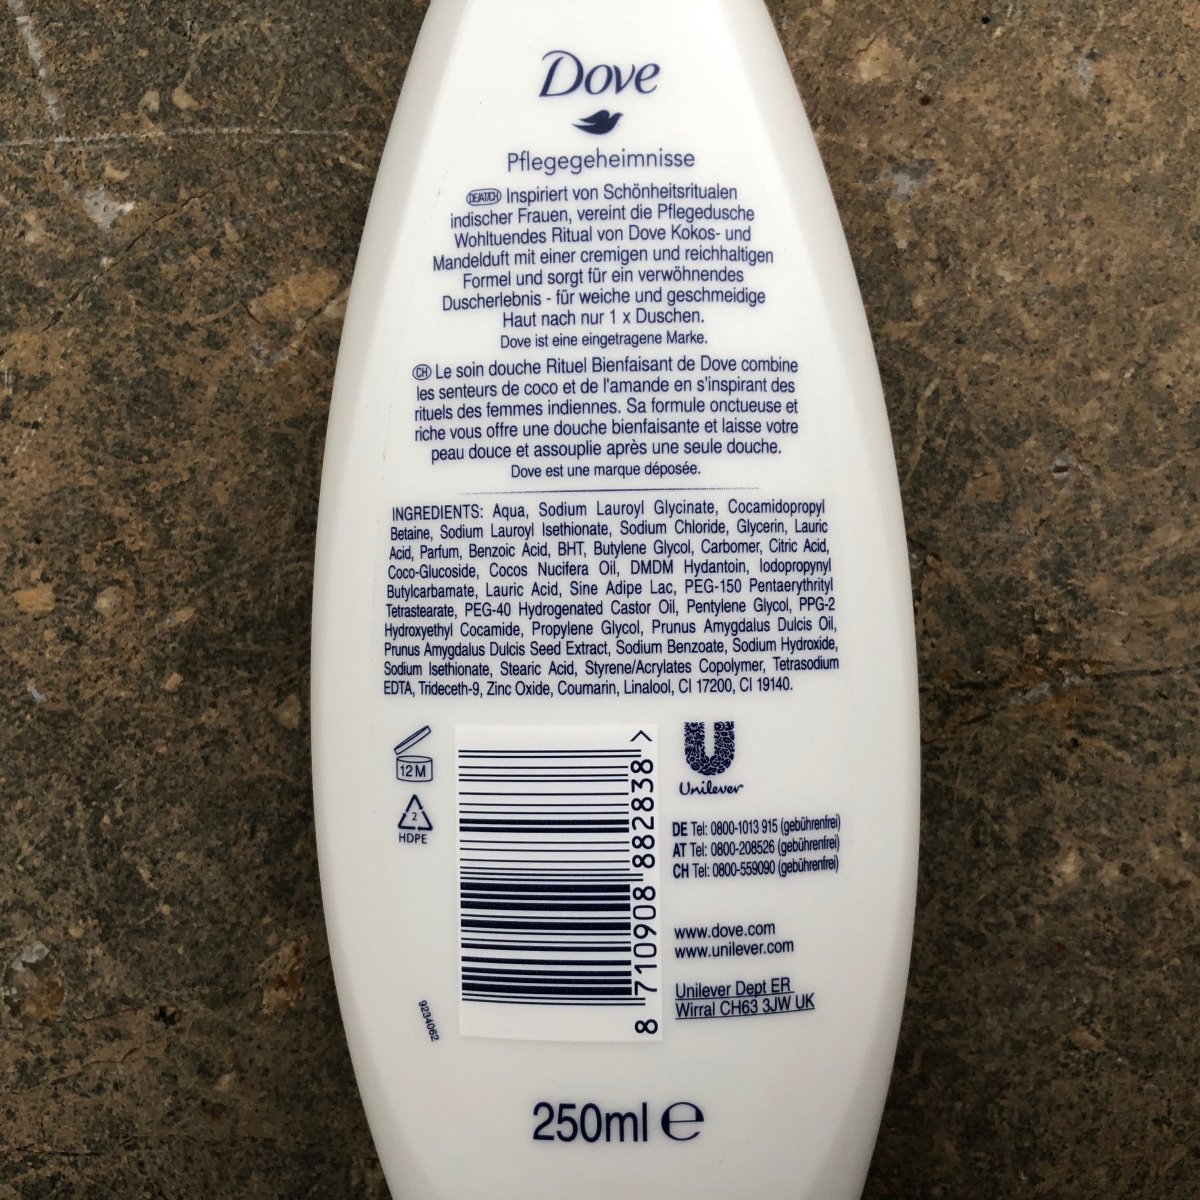 Dove
Pflegegeheimnisse
DE/AT/CH Inspiriert von Schönheitsritualen
indischer Frauen, vereint die Pflegedusche
Wohltuendes Ritual von Dove Kokos- und
Mandelduft mit einer cremigen und reichhaltigen
Formel und sorgt für ein verwöhnendes
Duscherlebnis - für weiche und geschmeidige
Haut nach nur 1 x Duschen.
Dove ist eine eingetragene Marke.
CH Le soin douche Rituel Bienfaisant de Dove combine
les senteurs de coco et de l'amande en s'inspirant des
rituels des femmes indiennes. Sa formule onctueuse et
riche vous offre une douche bienfaisante et laisse votre
peau douce et assouplie après une seule douche.
Dove est une marque déposée.
INGREDIENTS: Aqua, Sodium Lauroyl Glycinate, Cocamidopropyl
Betaine, Sodium Lauroyl Isethionate, Sodium Chloride, Glycerin, Lauric
Acid, Parfum, Benzoic Acid, BHT, Butylene Glycol, Carbomer, Citric Acid,
Coco-Glucoside, Cocos Nucifera Oil, DMDM Hydantoin, Iodopropynyl
Butylcarbamate, Lauric Acid, Sine Adipe Lac, PEG-150 Pentaerythrityl
Tetrastearate, PEG-40 Hydrogenated Castor Oil, Pentylene Glycol, PPG-2
Hydroxyethyl Cocamide, Propylene Glycol, Prunus Amygdalus Dulcis Oil,
Prunus Amygdalus Dulcis Seed Extract, Sodium Benzoate, Sodium Hydroxide,
Sodium Isethionate, Stearic Acid, Styrene/Acrylates Copolymer, Tetrasodium
EDTA, Trideceth-9, Zinc Oxide, Coumarin, Linalool, CI 17200, CI 19140.
12M
2
HDPE
8 710908 882838 >
Unilever
DE Tel: 0800-1013 915 (gebührenfrei)
AT Tel: 0800-208526 (gebührenfrei)
CH Tel: 0800-559090 (gebührenfrei)
www.dove.com
www.unilever.com
Unilever Dept ER
Wirral CH63 3JW UK
9234062
250ml e